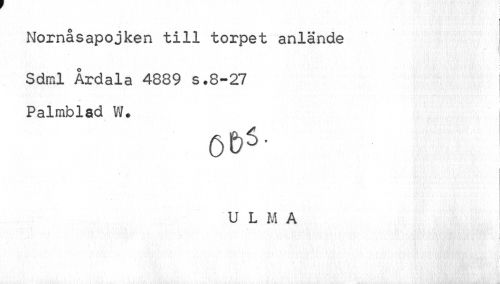 Nornåsapojken till torpet anlände
Sdml Årdala 4889 s.8-27
Palmblad W.
OBS.
U L M A